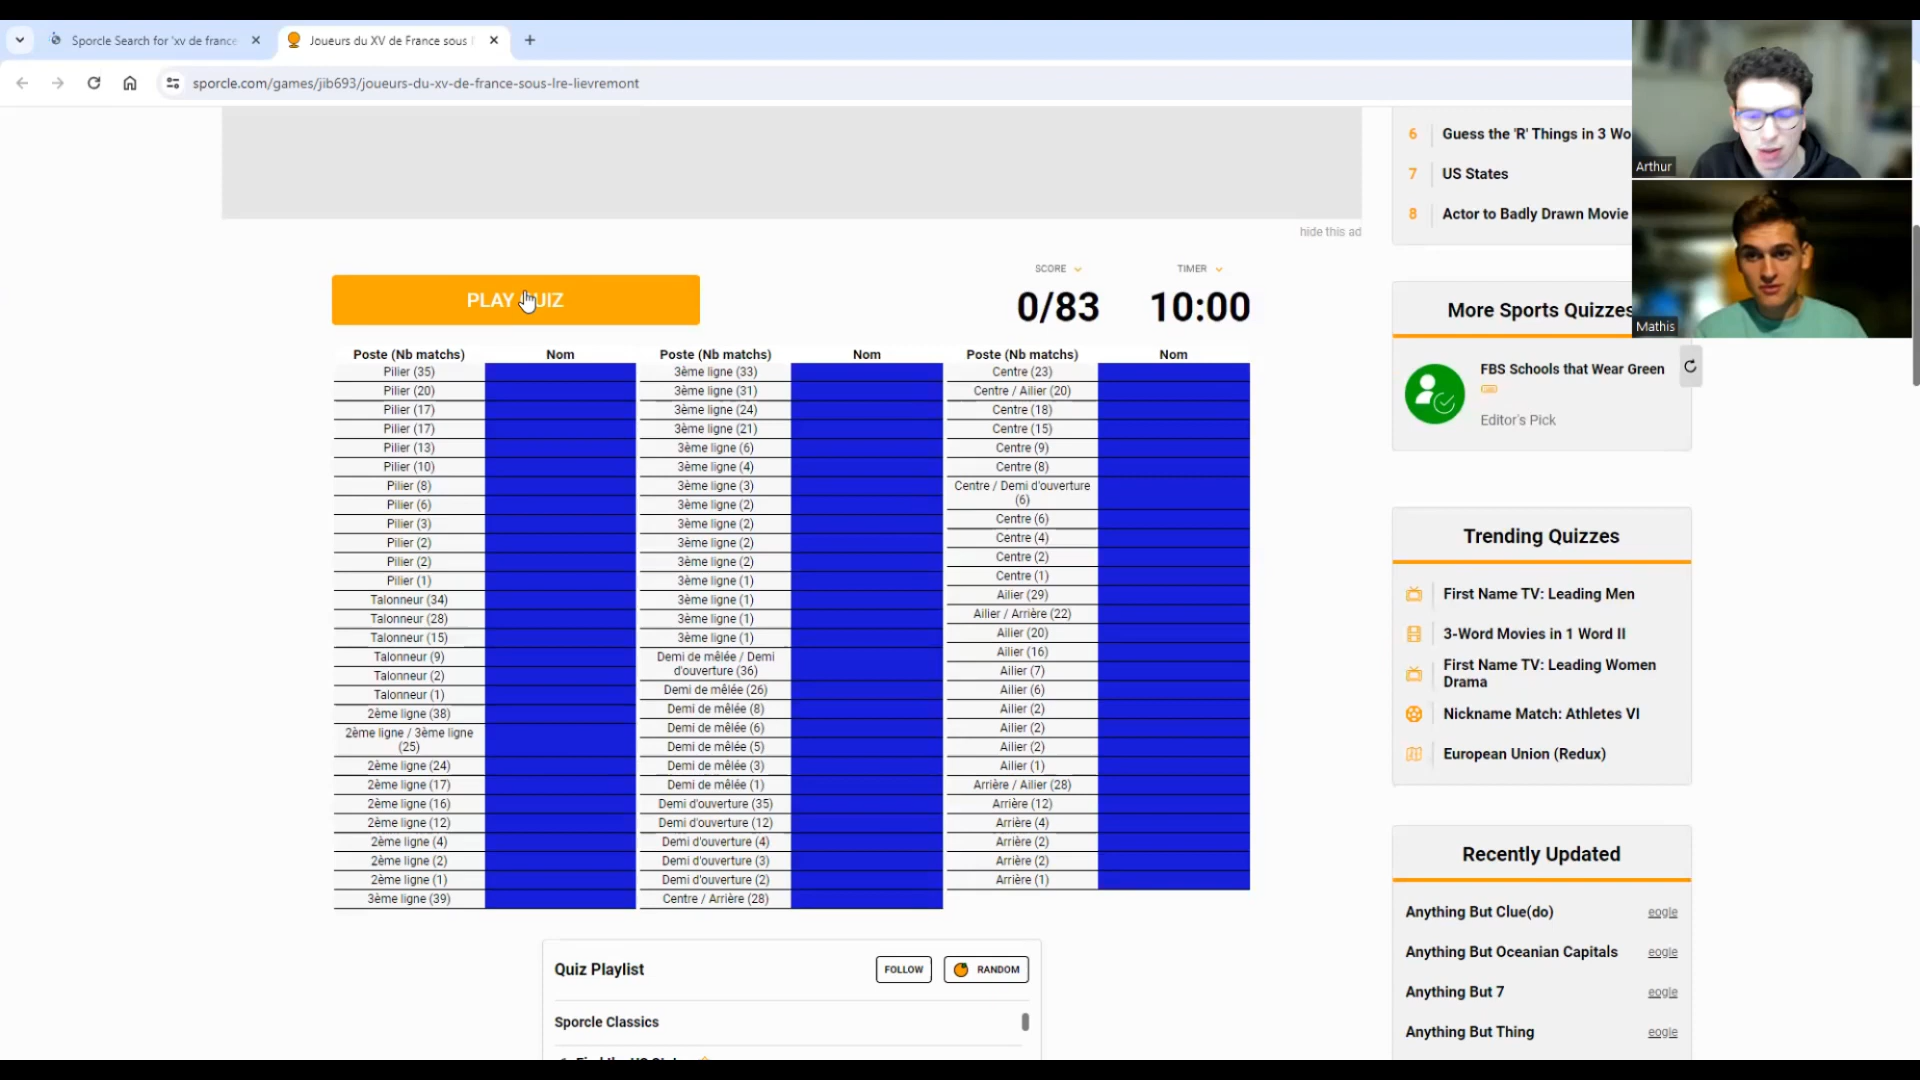 Sporcle Search for 'xv de france
Joueurs du XV de France sous l
sporcle.com/games/jib693/joueurs-du-xv-de-france-sous-lre-lievremont
hide this ad
PLAY QUIZ
SCORE
0/83
TIMER
10:00
Poste (Nb matchs) Nom
Pilier (35)
Pilier (20)
Pilier (17)
Pilier (17)
Pilier (13)
Pilier (10)
Pilier (8)
Pilier (6)
Pilier (3)
Pilier (2)
Pilier (2)
Pilier (1)
Talonneur (34)
Talonneur (28)
Talonneur (15)
Talonneur (9)
Talonneur (2)
Talonneur (1)
2ème ligne (38)
2ème ligne / 3ème ligne
(25)
2ème ligne (24)
2ème ligne (17)
2ème ligne (16)
2ème ligne (12)
2ème ligne (4)
2ème ligne (2)
2ème ligne (1)
3ème ligne (39)
Poste (Nb matchs) Nom
3ème ligne (33)
3ème ligne (31)
3ème ligne (24)
3ème ligne (21)
3ème ligne (6)
3ème ligne (4)
3ème ligne (3)
3ème ligne (2)
3ème ligne (2)
3ème ligne (2)
3ème ligne (2)
3ème ligne (1)
3ème ligne (1)
3ème ligne (1)
3ème ligne (1)
Demi de mêlée / Demi
d'ouverture (36)
Demi de mêlée (26)
Demi de mêlée (8)
Demi de mêlée (6)
Demi de mêlée (5)
Demi de mêlée (3)
Demi de mêlée (1)
Demi d'ouverture (35)
Demi d'ouverture (12)
Demi d'ouverture (4)
Demi d'ouverture (3)
Demi d'ouverture (2)
Centre / Arrière (28)
Poste (Nb matchs) Nom
Centre (23)
Centre / Ailier (20)
Centre (18)
Centre (15)
Centre (9)
Centre (8)
Centre / Demi d'ouverture
(6)
Centre (6)
Centre (4)
Centre (2)
Centre (1)
Ailier (29)
Ailier / Arrière (22)
Ailier (20)
Ailier (16)
Ailier (7)
Ailier (6)
Ailier (2)
Ailier (2)
Ailier (2)
Ailier (1)
Arrière / Ailier (28)
Arrière (12)
Arrière (4)
Arrière (2)
Arrière (2)
Arrière (1)
Quiz Playlist
FOLLOW
RANDOM
Sporcle Classics
6 Guess the 'R' Things in 3 Wo
7 US States
8 Actor to Badly Drawn Movie
Arthur
Mathis
More Sports Quizzes
FBS Schools that Wear Green
Editor's Pick
Trending Quizzes
First Name TV: Leading Men
3-Word Movies in 1 Word II
First Name TV: Leading Women
Drama
Nickname Match: Athletes VI
European Union (Redux)
Recently Updated
Anything But Clue(do) eogle
Anything But Oceanian Capitals eogle
Anything But 7 eogle
Anything But Thing eogle